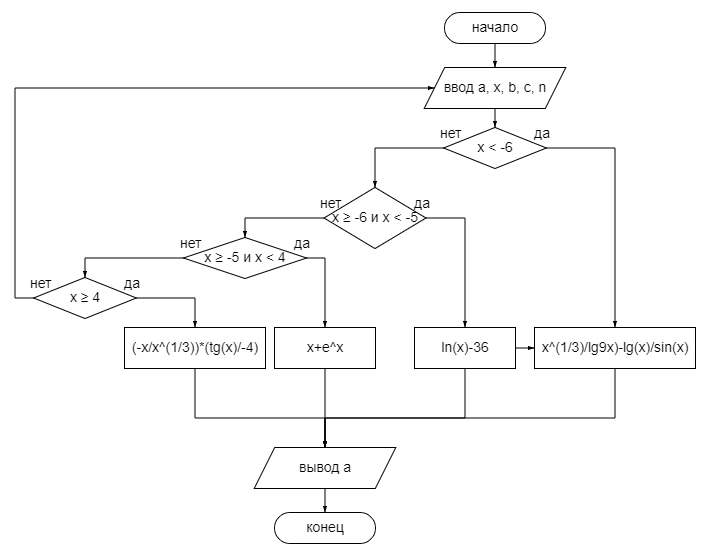 начало
ввод a, x, b, c, n
нет
да
x < -6
нет
да
x ≥ -6 и x < -5
нет
да
x ≥ -5 и x < 4
нет
да
x ≥ 4
(-x/x^(1/3))*(tg(x)/-4)
x+e^x
ln(x)-36
x^(1/3)/lg9x)-lg(x)/sin(x)
вывод a
конец